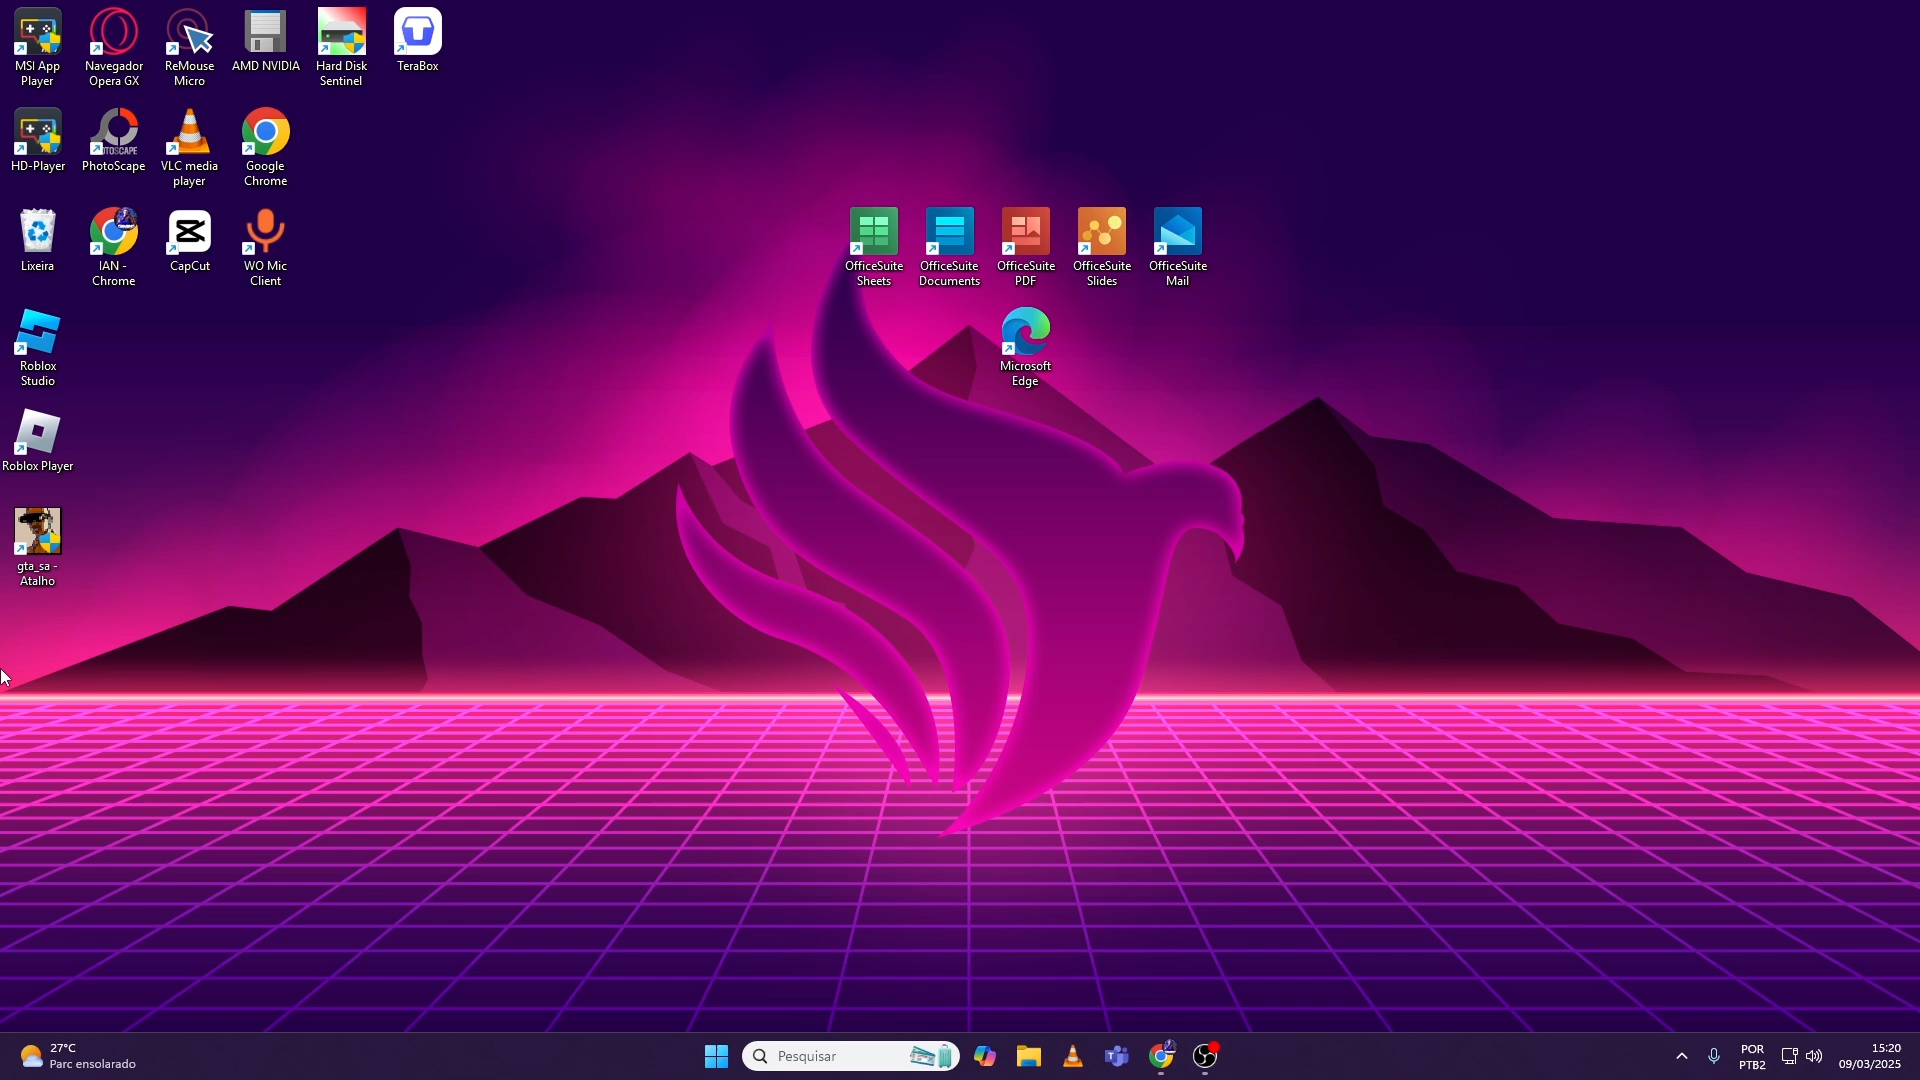 MSI App
Player
Navegador
Opera GX
ReMouse
Micro
AMD NVIDIA
Hard Disk
Sentinel
TeraBox
HD-Player
PhotoScape
VLC media
player
Google
Chrome
Lixeira
IAN -
Chrome
CapCut
WO Mic
Client
OfficeSuite
Sheets
OfficeSuite
Documents
OfficeSuite
PDF
OfficeSuite
Slides
OfficeSuite
Mail
Roblox
Studio
Microsoft
Edge
Roblox Player
gta_sa -
Atalho
27°C
Parc ensolarado
Pesquisar
POR
PTB2
15:20
09/03/2025